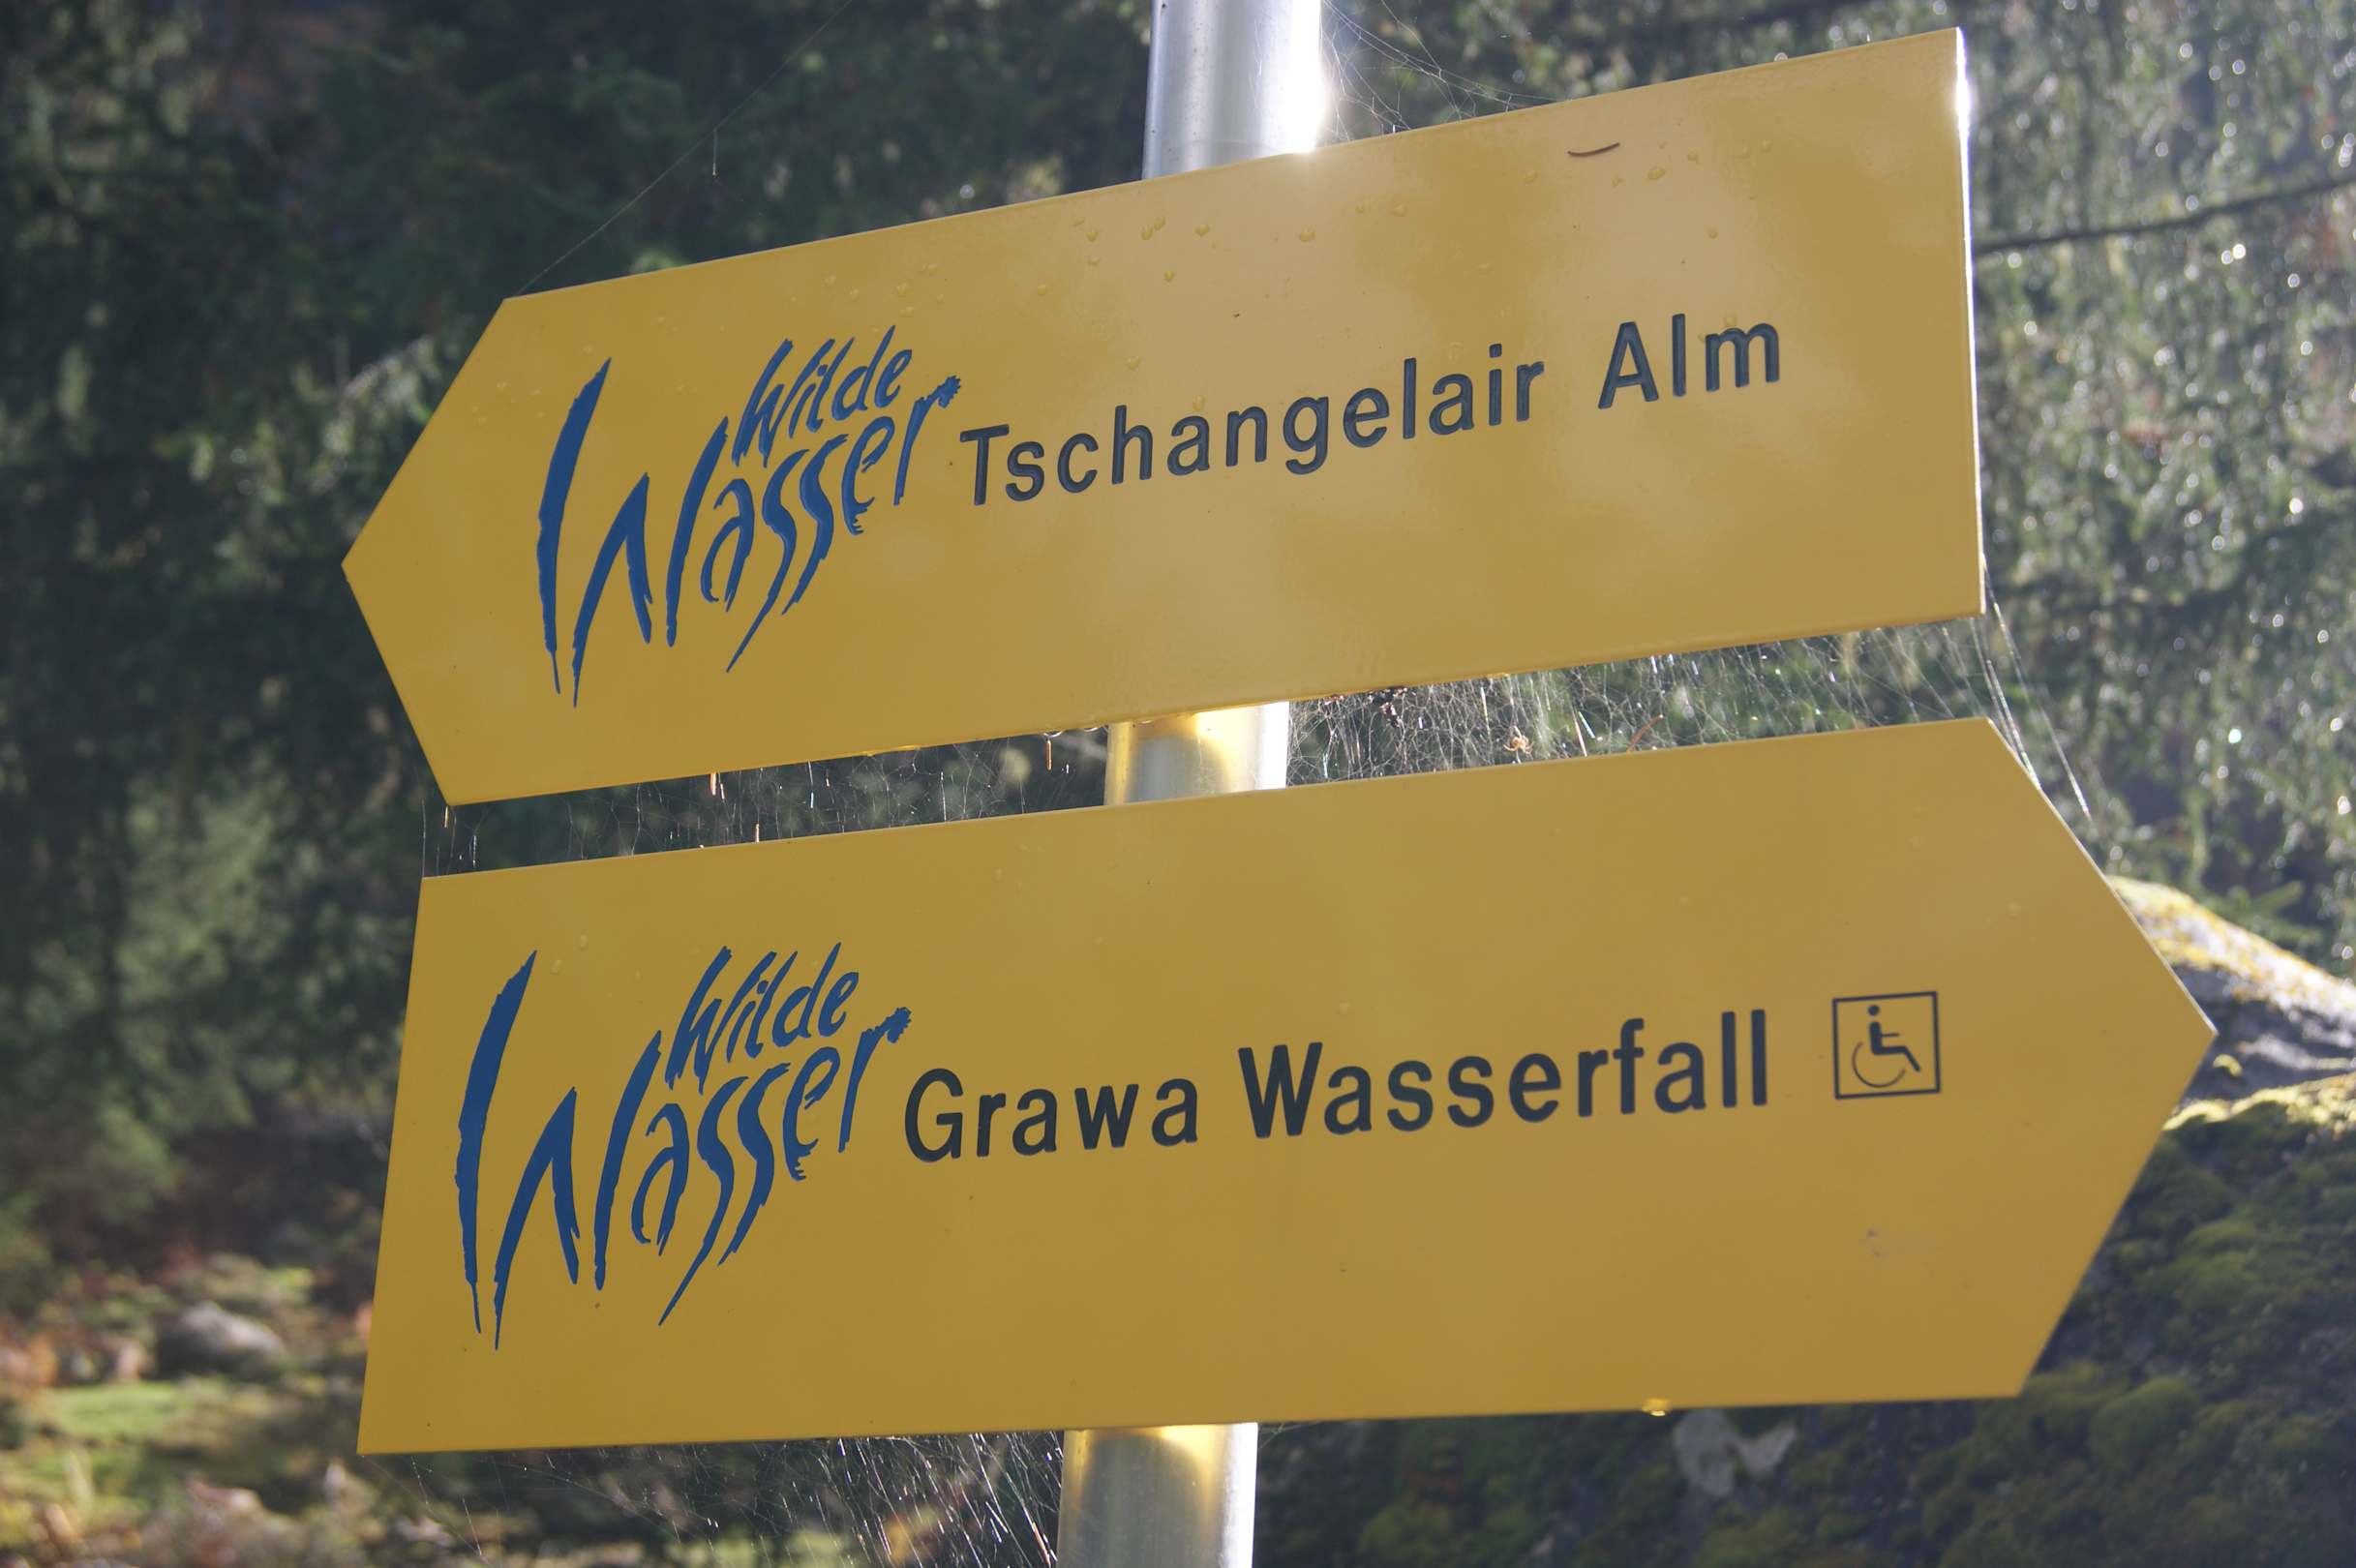 Wilde
Wasser Tschangelair Alm
Wilde
Wasser Grawa Wasserfall